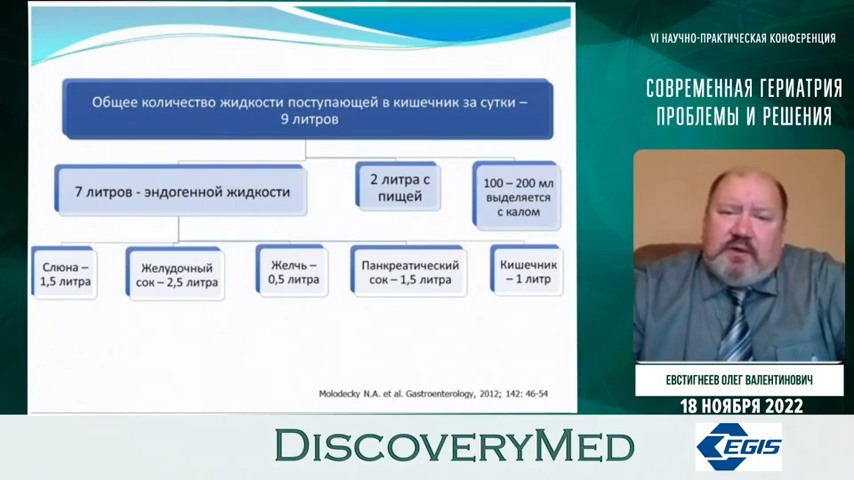 Общее количество жидкости поступающей в кишечник за сутки –
9 литров
7 литров - эндогенной жидкости
2 литра с
пищей
100 – 200 мл
выделяется
с калом
Слюна –
1,5 литра
Желудочный
сок – 2,5 литра
Желчь –
0,5 литра
Панкреатический
сок – 1,5 литра
Кишечник
– 1 литр
Molodecky N.A. et al. Gastroenterology, 2012; 142: 46-54
VI НАУЧНО-ПРАКТИЧЕСКАЯ КОНФЕРЕНЦИЯ
СОВРЕМЕННАЯ ГЕРИАТРИЯ
ПРОБЛЕМЫ И РЕШЕНИЯ
ЕВСТИГНЕЕВ ОЛЕГ ВАЛЕНТИНОВИЧ
18 НОЯБРЯ 2022
DISCOVERYMED
EGIS